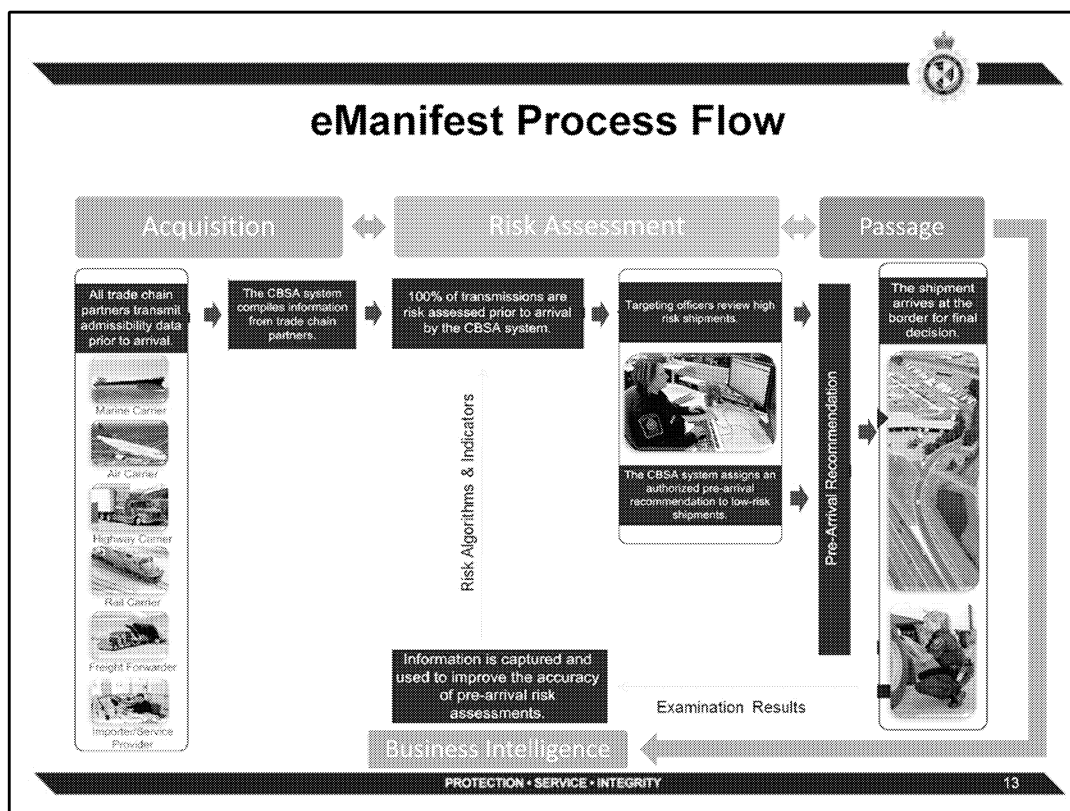 eManifest Process Flow
Acquisition
Risk Assessment
Passage
All trade chain
partners transmit
admissibility data
prior to arrival.
Marine Carrier
Air Carrier
Highway Carrier
Rail Carrier
Freight Forwarder
Importer/Service
Provider
The CBSA system
compiles information
from trade chain
partners.
100% of transmissions are
risk assessed prior to arrival
by the CBSA system.
Targeting officers review high
risk shipments.
The CBSA system assigns an
authorized pre-arrival
recommendation to low-risk
shipments.
Pre-Arrival Recommendation
The shipment
arrives at the
border for final
decision.
Risk Algorithms & Indicators
Information is captured and
used to improve the accuracy
of pre-arrival risk
assessments.
Examination Results
Business Intelligence
PROTECTION • SERVICE • INTEGRITY
13